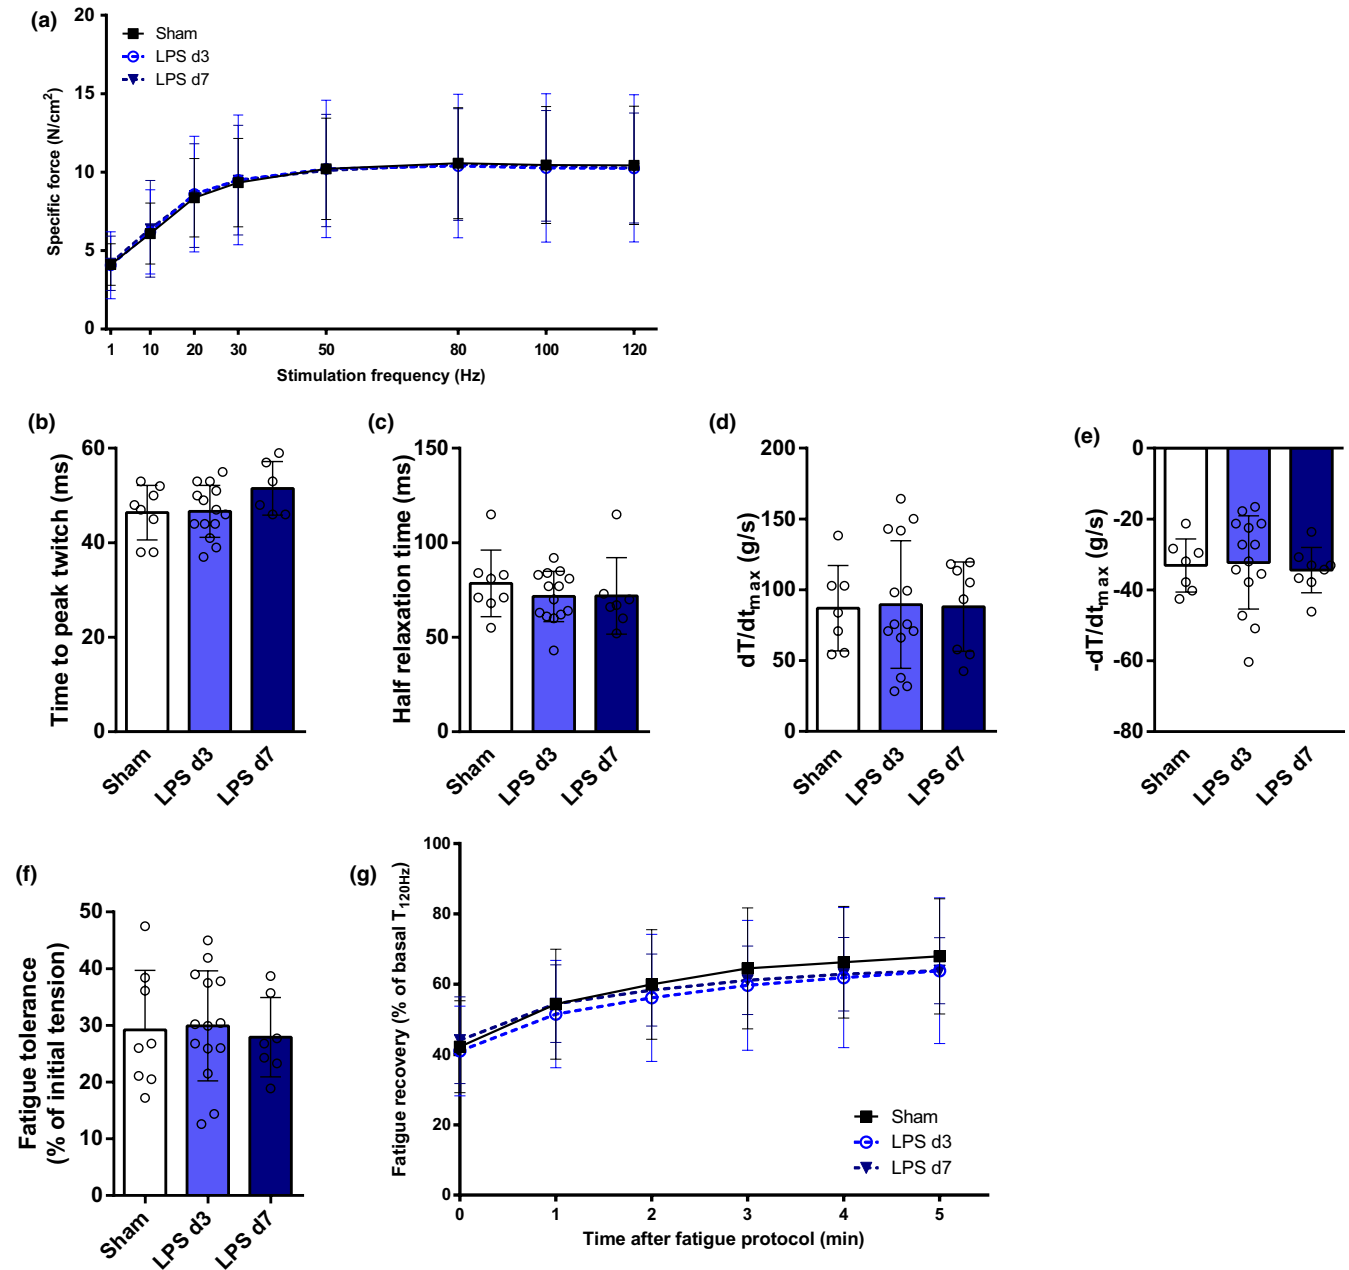 (a)
20
15
10
5
0
Specific force (N/cm²)
Sham
LPS d3
LPS d7
1 10 20 30 50 80 100 120
Stimulation frequency (Hz)
(b)
60
40
20
0
Time to peak twitch (ms)
Sham LPS d3 LPS d7
(c)
150
100
50
0
Half relaxation time (ms)
Sham LPS d3 LPS d7
(d)
200
150
100
50
0
dT/dtmax (g/s)
Sham LPS d3 LPS d7
(e)
0
-20
-40
-60
-80
-dT/dtmax (g/s)
Sham LPS d3 LPS d7
(f)
50
40
30
20
10
0
Fatigue tolerance
(% of initial tension)
Sham LPS d3 LPS d7
(g)
100
80
60
40
20
0
Fatigue recovery (% of basal T120Hz)
Sham
LPS d3
LPS d7
0 1 2 3 4 5
Time after fatigue protocol (min)